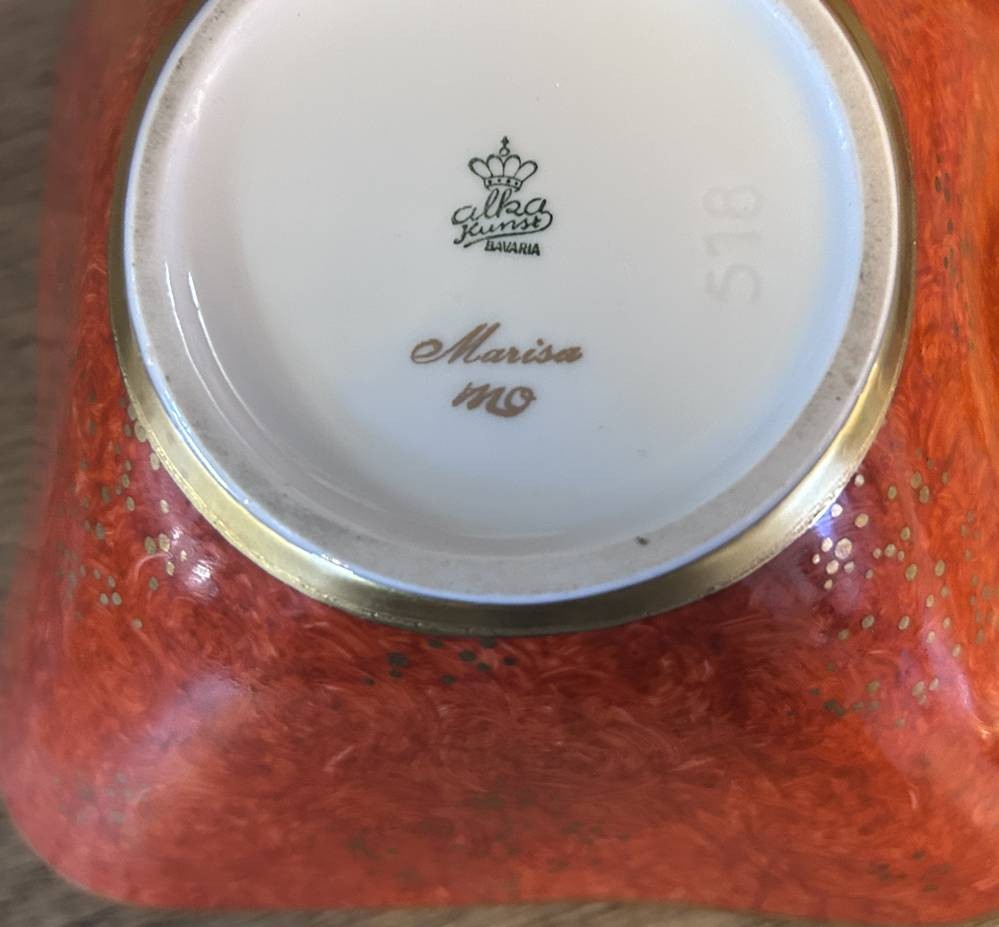 alka
Kunst
BAVARIA
518
Marisa
MO